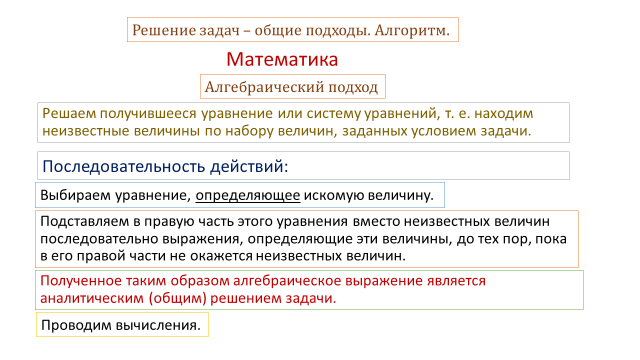 Решение задач – общие подходы. Алгоритм.
Математика
Алгебраический подход
Решаем получившееся уравнение или систему уравнений, т. е. находим
неизвестные величины по набору величин, заданных условием задачи.
Последовательность действий:
Выбираем уравнение, определяющее искомую величину.
Подставляем в правую часть этого уравнения вместо неизвестных величин
последовательно выражения, определяющие эти величины, до тех пор, пока
в его правой части не окажется неизвестных величин.
Полученное таким образом алгебраическое выражение является
аналитическим (общим) решением задачи.
Проводим вычисления.